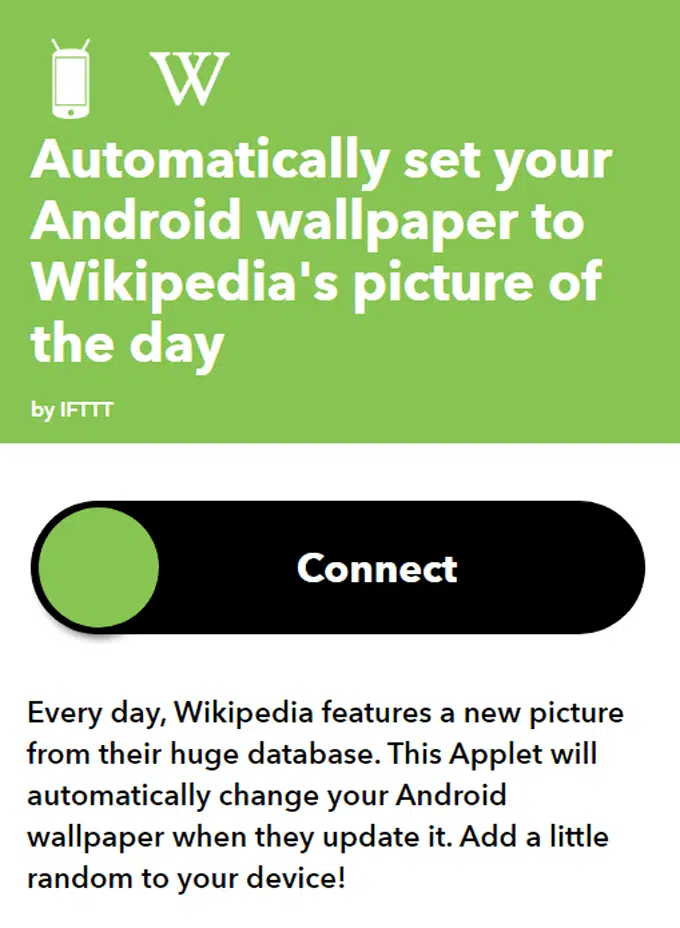 W
Automatically set your
Android wallpaper to
Wikipedia's picture of
the day
by IFTTT
Connect
Every day, Wikipedia features a new picture
from their huge database. This Applet will
automatically change your Android
wallpaper when they update it. Add a little
random to your device!